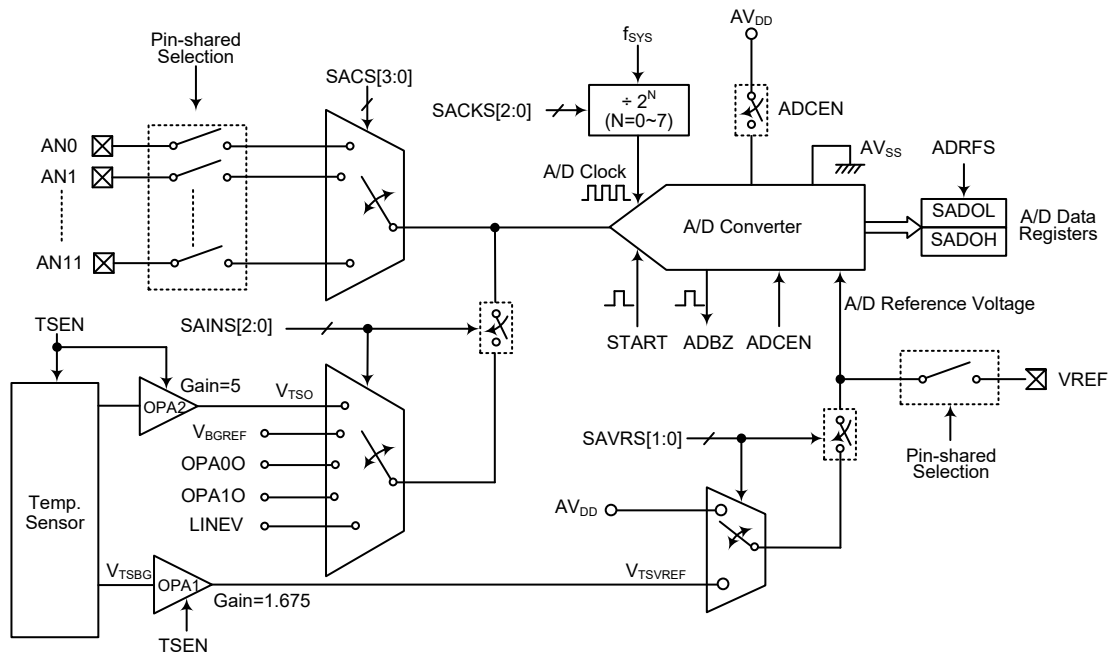 Pin-shared
Selection
SACS[3:0]
fSYS
AVDD
SACKS[2:0]
÷ 2N
(N=0~7)
ADCEN
AN0
AN1
AN11
A/D Clock
AVSS
ADRFS
A/D Converter
SADOL
SADOH
A/D Data
Registers
START
ADBZ
ADCEN
A/D Reference Voltage
SAINS[2:0]
TSEN
OPA2
Gain=5
VTSO
VBGREF
OPA0O
OPA1O
LINEV
Temp.
Sensor
VTSBG
OPA1
Gain=1.675
TSEN
VREF
Pin-shared
Selection
SAVRS[1:0]
AVDD
VTSVREF